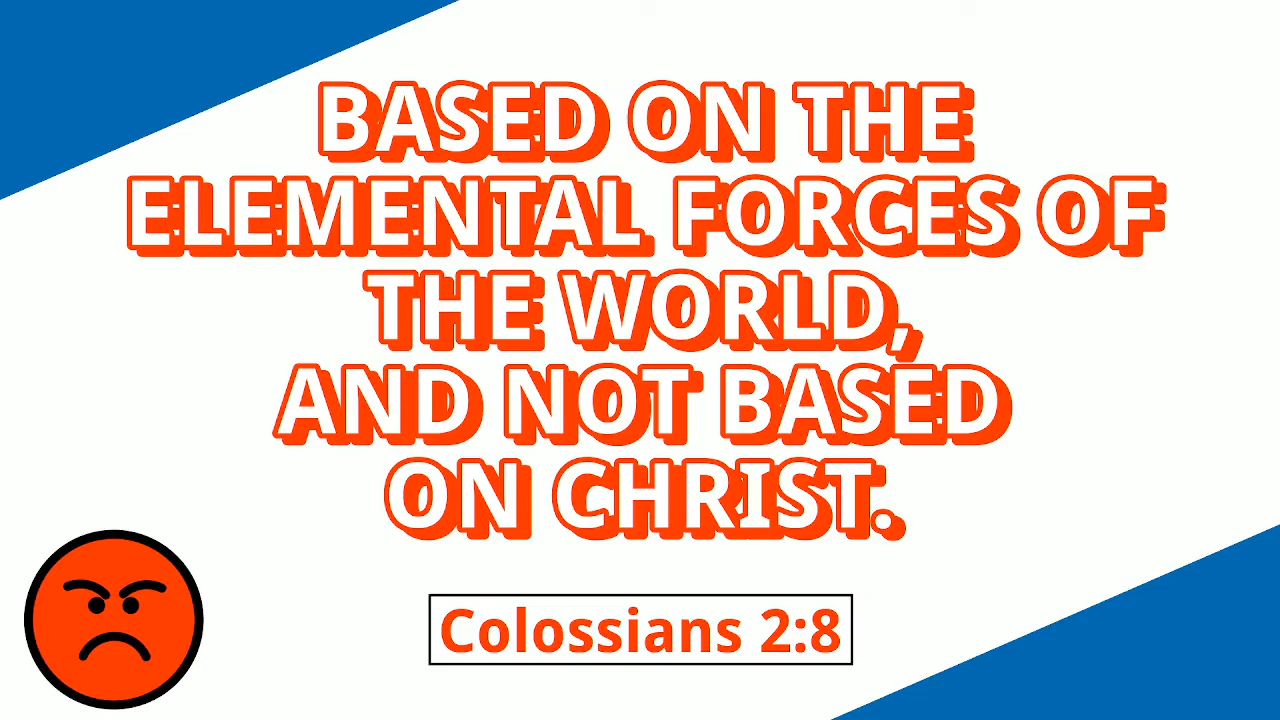 BASED ON THE
ELEMENTAL FORCES OF
THE WORLD,
AND NOT BASED
ON CHRIST.
Colossians 2:8